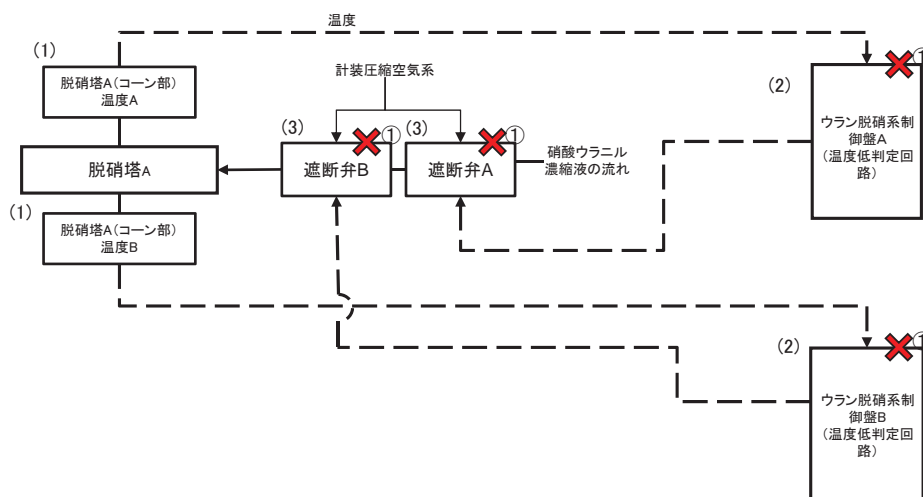 温度
(1)
脱硝塔A(コーン部)
温度A
計装圧縮空気系
(2)
①
ウラン脱硝系制
御盤A
(温度低判定回
路)
(3)
①
(3)
①
脱硝塔A
遮断弁B
遮断弁A
硝酸ウラニル
濃縮液の流れ
(1)
脱硝塔A(コーン部)
温度B
(2)
①
ウラン脱硝系制
御盤B
(温度低判定回
路)